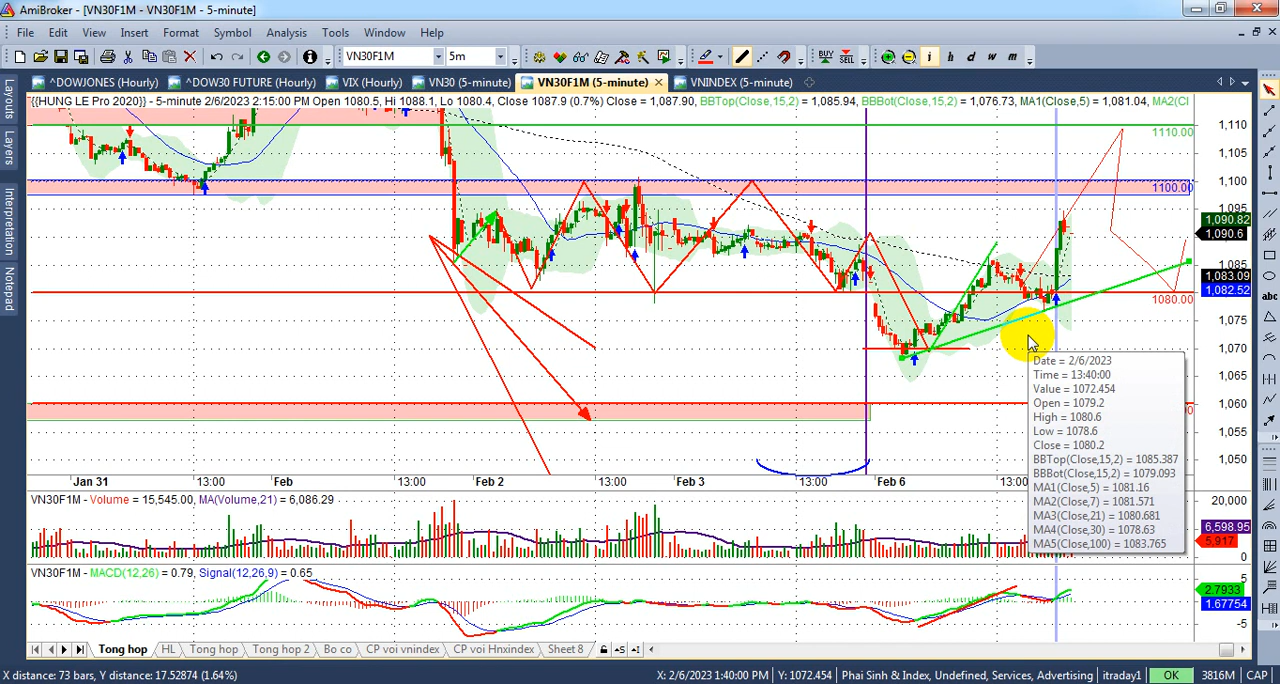 AmiBroker - [VN30F1M - VN30F1M - 5-minute]
File Edit View Insert Format Symbol Analysis Tools Window Help
VN30F1M 5m BUY SELL i h d w m
^DOWJONES (Hourly) ^DOW30 FUTURE (Hourly) VIX (Hourly) VN30 (5-minute) VN30F1M (5-minute) VNINDEX (5-minute)
Layouts
Layers
Interpretation
Notepad
{{HUNG LE Pro 2020}} - 5-minute 2/6/2023 2:15:00 PM Open 1080.5, Hi 1088.1, Lo 1080.4, Close 1087.9 (0.7%) Close = 1,087.90, BBTop(Close,15,2) = 1,085.94, BBBot(Close,15,2) = 1,076.73, MA1(Close,5) = 1,081.04, MA2(Cl
1110.00
1,110
1,105
1100.00
1,100
1,095
1,090.82
1,090.6
1,085
1,083.09
1,082.52
1080.00
1,080
1,075
1,070
1,065
1,060
1,055
1,050
Date = 2/6/2023
Time = 13:40:00
Value = 1072.454
Open = 1079.2
High = 1080.6
Low = 1078.6
Close = 1080.2
BBTop(Close,15,2) = 1085.387
BBBot(Close,15,2) = 1079.093
MA1(Close,5) = 1081.16
MA2(Close,7) = 1081.571
MA3(Close,21) = 1080.681
MA4(Close,30) = 1078.63
MA5(Close,100) = 1083.765
Jan 31 13:00 Feb 13:00 Feb 2 13:00 Feb 3 13:00 Feb 6 13:00
VN30F1M - Volume = 15,545.00, MA(Volume,21) = 6,086.29
20,000
6,598.95
5,917
0
VN30F1M - MACD(12,26) = 0.79, Signal(12,26,9) = 0.65
5
2.7933
1.67754
-5
Tong hop HL Tong hop Tong hop 2 Bo co CP voi vnindex CP voi Hnxindex Sheet 8
X distance: 73 bars, Y distance: 17.52874 (1.64%) X: 2/6/2023 1:40:00 PM Y: 1072.454 Phai Sinh & Index, Undefined, Services, Advertising itraday1 OK 3816M CAP
abc